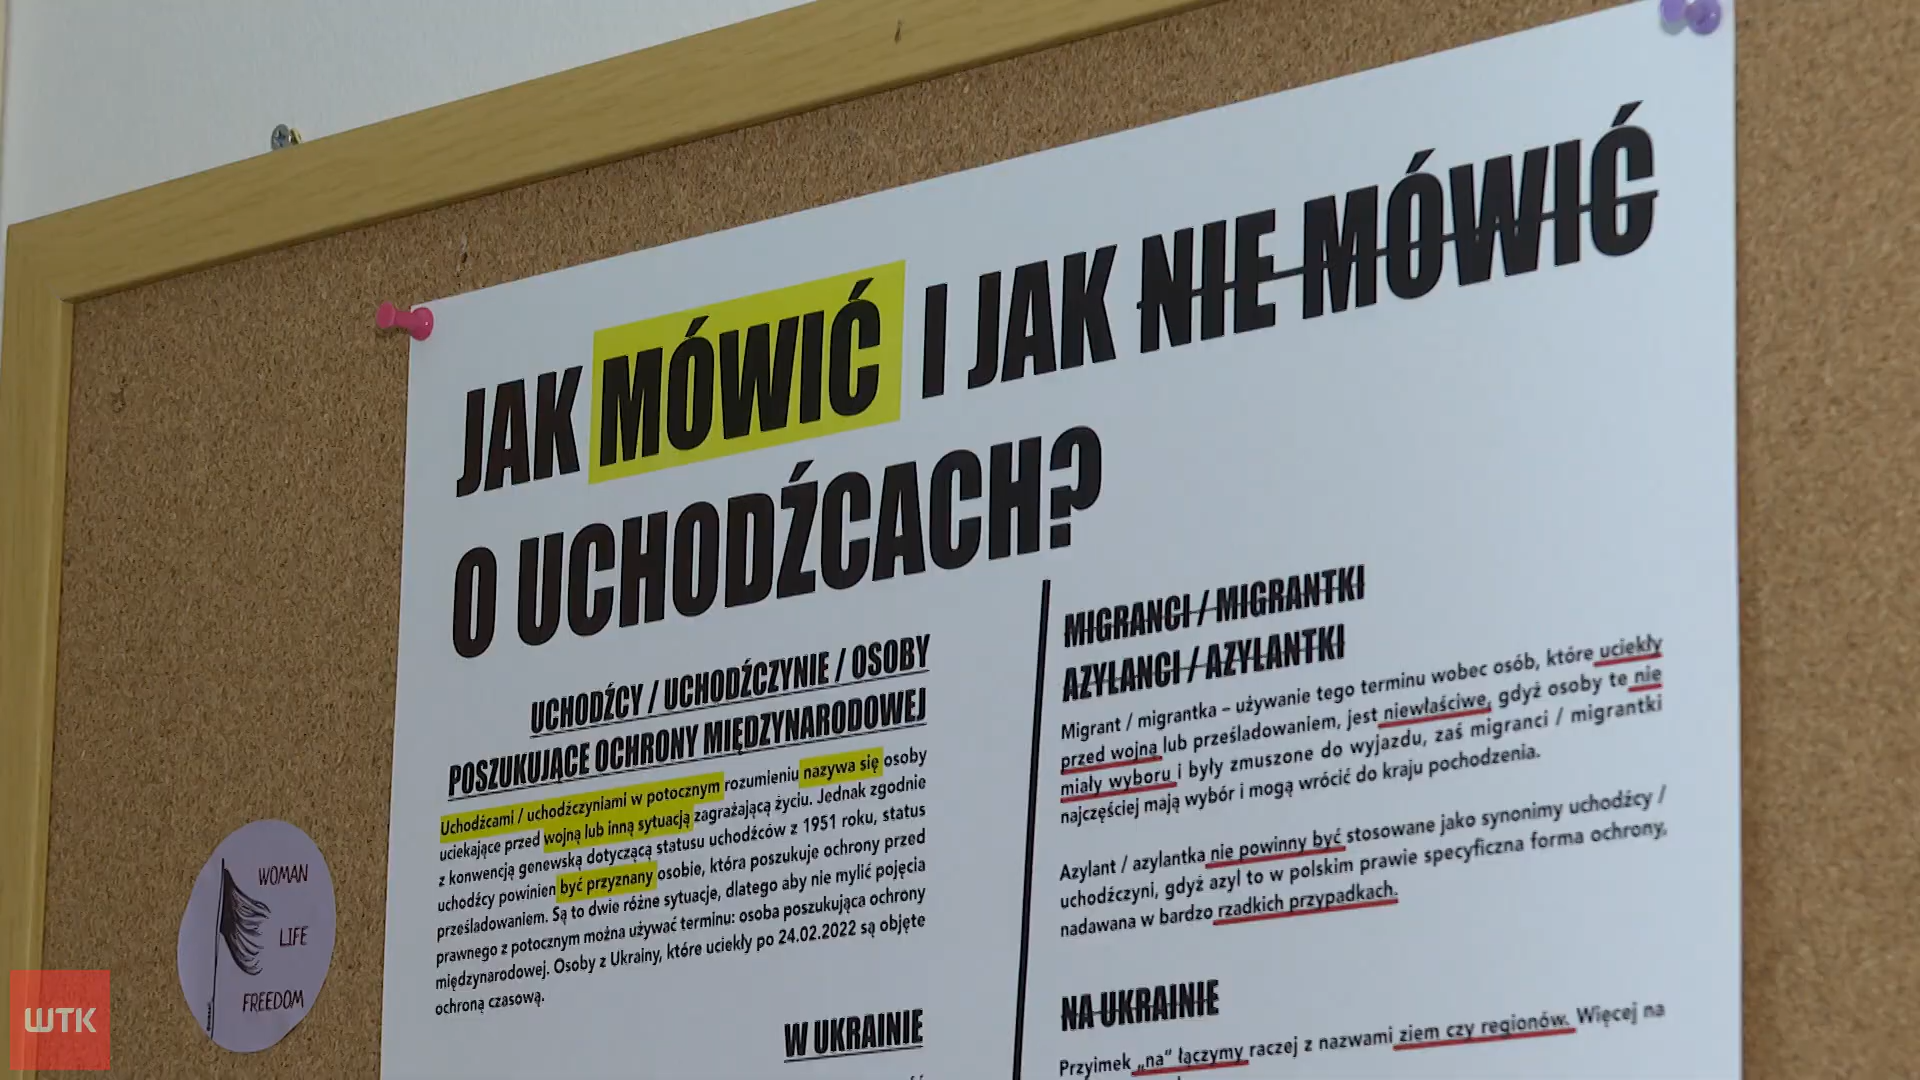 JAK MÓWIĆ I JAK NIE MÓWIĆ
O UCHODŹCACH?
UCHODŹCY / UCHODŹCZYNIE / OSOBY
POSZUKUJĄCE OCHRONY MIĘDZYNARODOWEJ
Uchodźcami / uchodźczyniami w potocznym rozumieniu nazywa się osoby
uciekające przed wojną lub inną sytuacją zagrażającą życiu. Jednak zgodnie
z konwencją genewską dotyczącą statusu uchodźców z 1951 roku, status
uchodźcy powinien być przyznany osobie, która poszukuje ochrony przed
prześladowaniem. Są to dwie różne sytuacje, dlatego aby nie mylić pojęcia
prawnego z potocznym można używać terminu: osoba poszukująca ochrony
międzynarodowej. Osoby z Ukrainy, które uciekły po 24.02.2022 są objęte
ochroną czasową.
W UKRAINIE
MIGRANCI / MIGRANTKI
AZYLANCI / AZYLANTKI
Migrant / migrantka – używanie tego terminu wobec osób, które uciekły
przed wojną lub prześladowaniem, jest niewłaściwe, gdyż osoby te nie
miały wyboru i były zmuszone do wyjazdu, zaś migranci / migrantki
najczęściej mają wybór i mogą wrócić do kraju pochodzenia.
Azylant / azylantka nie powinny być stosowane jako synonimy uchodźcy /
uchodźczyni, gdyż azyl to w polskim prawie specyficzna forma ochrony,
nadawana w bardzo rzadkich przypadkach.
NA UKRAINIE
Przyimek „na” łączymy raczej z nazwami ziem czy regionów. Więcej na
WOMAN
LIFE
FREEDOM
WTK